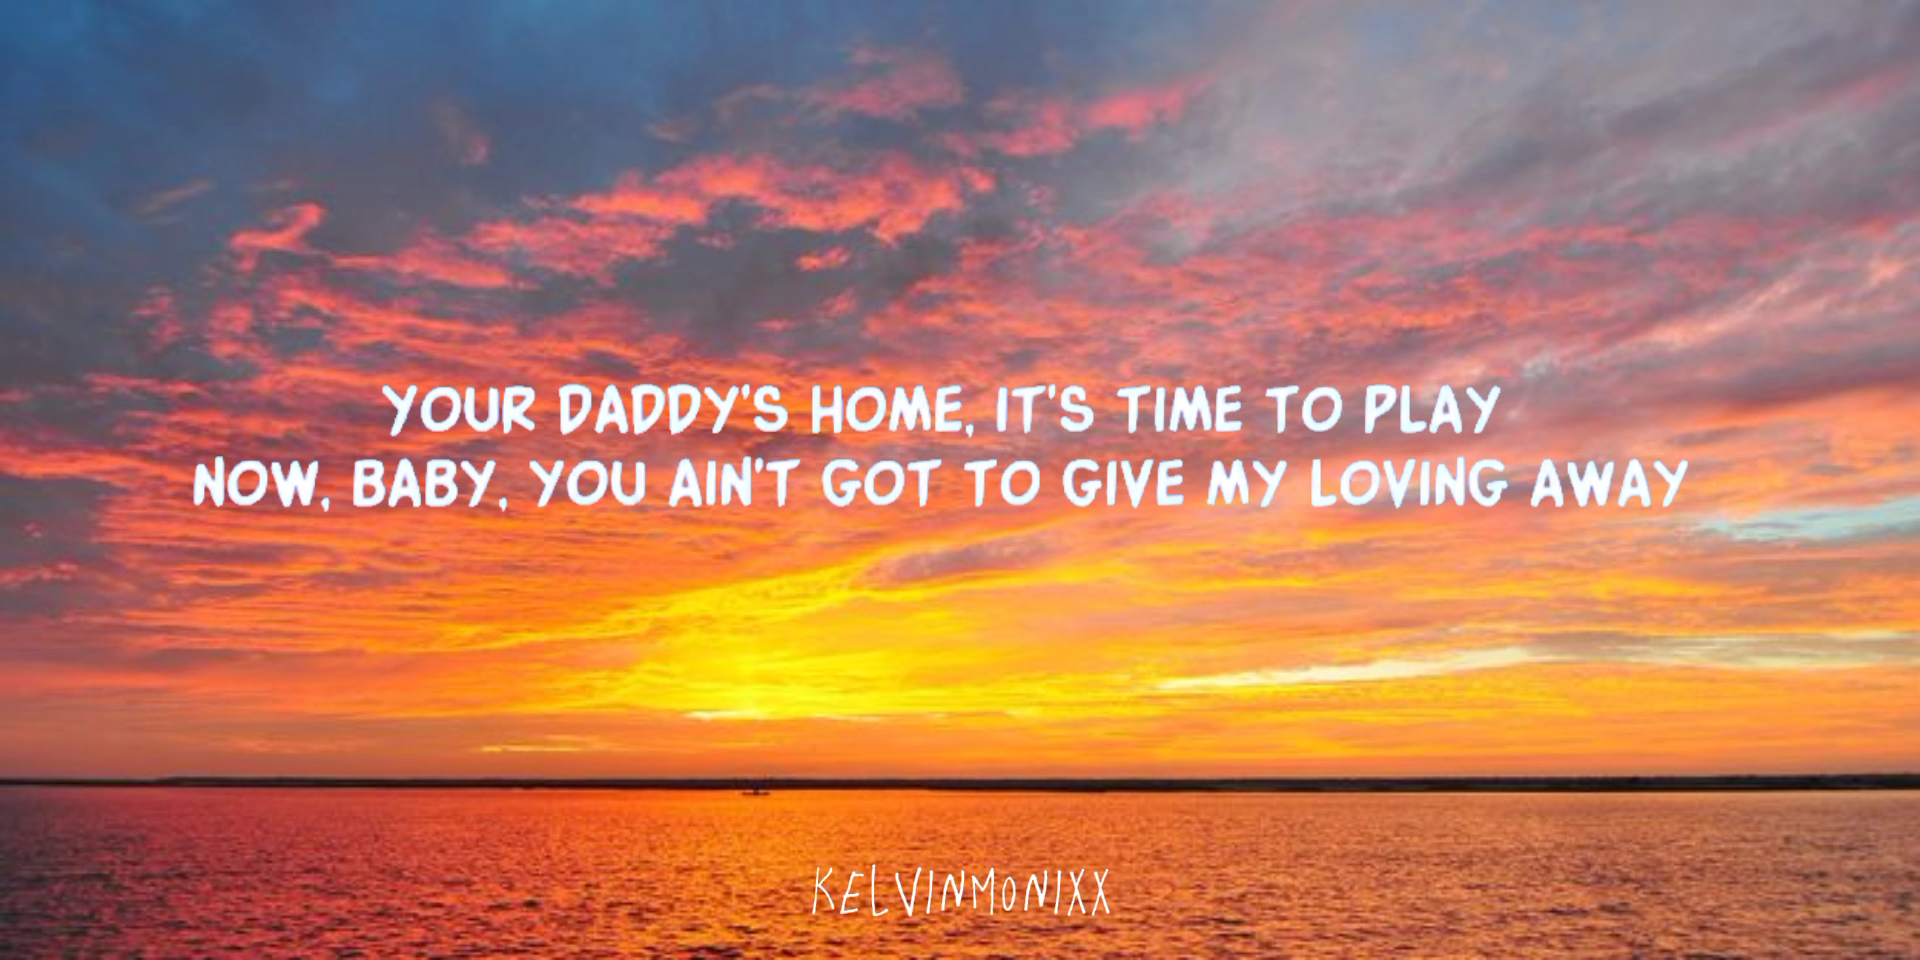 YOUR DADDY'S HOME, IT'S TIME TO PLAY
NOW, BABY, YOU AIN'T GOT TO GIVE MY LOVING AWAY
KELVINMONIXX